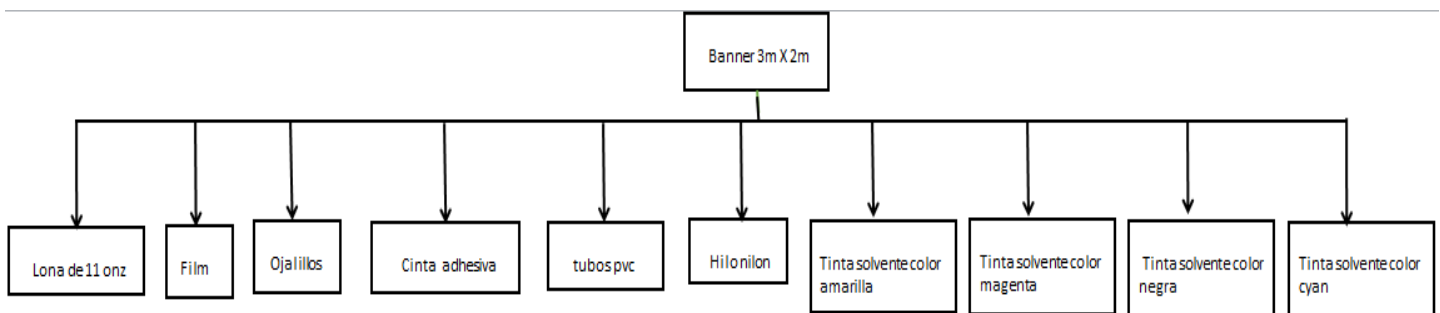 Banner 3m X 2m
Lona de 11 onz
Film
Ojalillos
Cinta adhesiva
tubos pvc
Hilo nilon
Tinta solvente color
amarilla
Tinta solvente color
magenta
Tinta solvente color
negra
Tinta solvente color
cyan